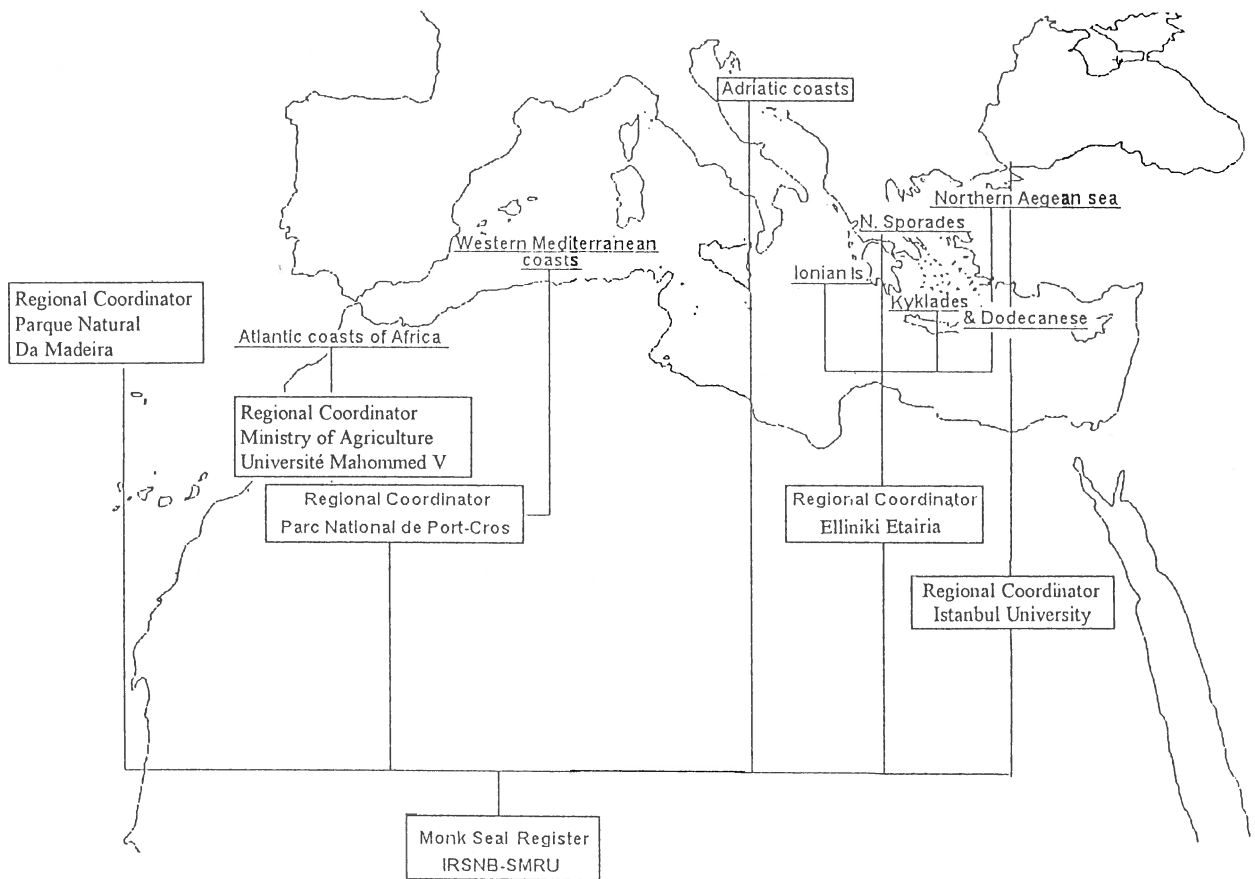 Adriatic coasts
Northern Aegean sea
N. Sporades
Western Mediterranean
coasts
Ionian Is.
Kyklades
& Dodecanese
Regional Coordinator
Parque Natural
Da Madeira
Atlantic coasts of Africa
Regional Coordinator
Ministry of Agriculture
Université Mahommed V
Regional Coordinator
Parc National de Port-Cros
Regional Coordinator
Elliniki Etairia
Regional Coordinator
Istanbul University
Monk Seal Register
IRSNB-SMRU